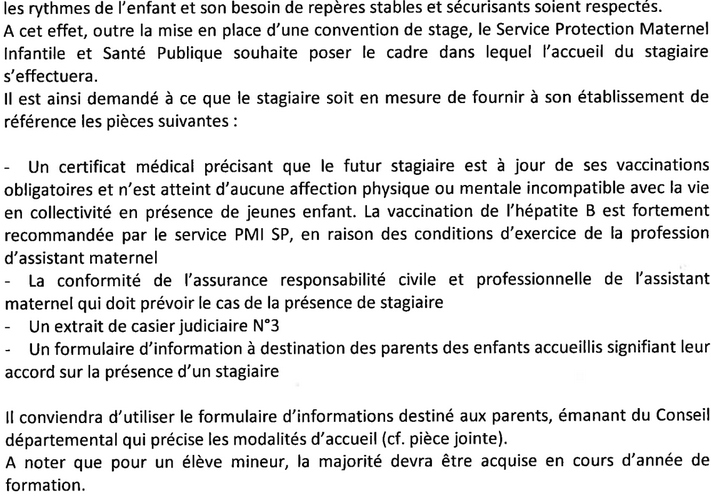 les rythmes de l'enfant et son besoin de repères stables et sécurisants soient respectés.
A cet effet, outre la mise en place d'une convention de stage, le Service Protection Maternel
Infantile et Santé Publique souhaite poser le cadre dans lequel l'accueil du stagiaire
s'effectuera.
Il est ainsi demandé à ce que le stagiaire soit en mesure de fournir à son établissement de
référence les pièces suivantes :
- Un certificat médical précisant que le futur stagiaire est à jour de ses vaccinations
obligatoires et n'est atteint d'aucune affection physique ou mentale incompatible avec la vie
en collectivité en présence de jeunes enfant. La vaccination de l'hépatite B est fortement
recommandée par le service PMI SP, en raison des conditions d'exercice de la profession
d'assistant maternel
- La conformité de l'assurance responsabilité civile et professionnelle de l'assistant
maternel qui doit prévoir le cas de la présence de stagiaire
- Un extrait de casier judiciaire N°3
- Un formulaire d'information à destination des parents des enfants accueillis signifiant leur
accord sur la présence d'un stagiaire
Il conviendra d'utiliser le formulaire d'informations destiné aux parents, émanant du Conseil
départemental qui précise les modalités d'accueil (cf. pièce jointe).
A noter que pour un élève mineur, la majorité devra être acquise en cours d'année de
formation.